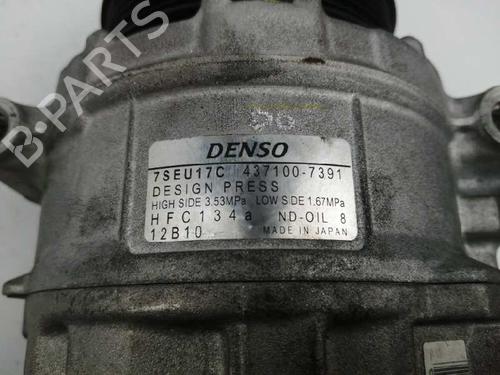 B-PARTS
DENSO
7SEU17C 437100-7391
DESIGN PRESS
HIGH SIDE 3.53MPa LOW SIDE 1.67MPa
HFC134a ND-OIL 8
12B10 MADE IN JAPAN